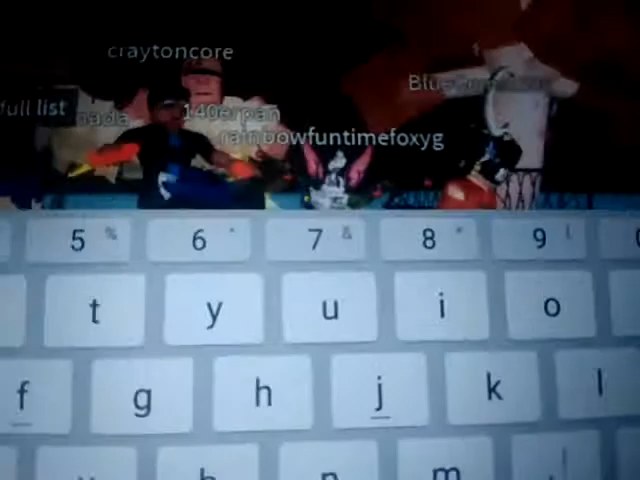 craytoncore
full list
140erpan
rainbowfuntimefoxyg
5 % 6 ^ 7 & 8 * 9 (
t y u i o
f g h j k l
m